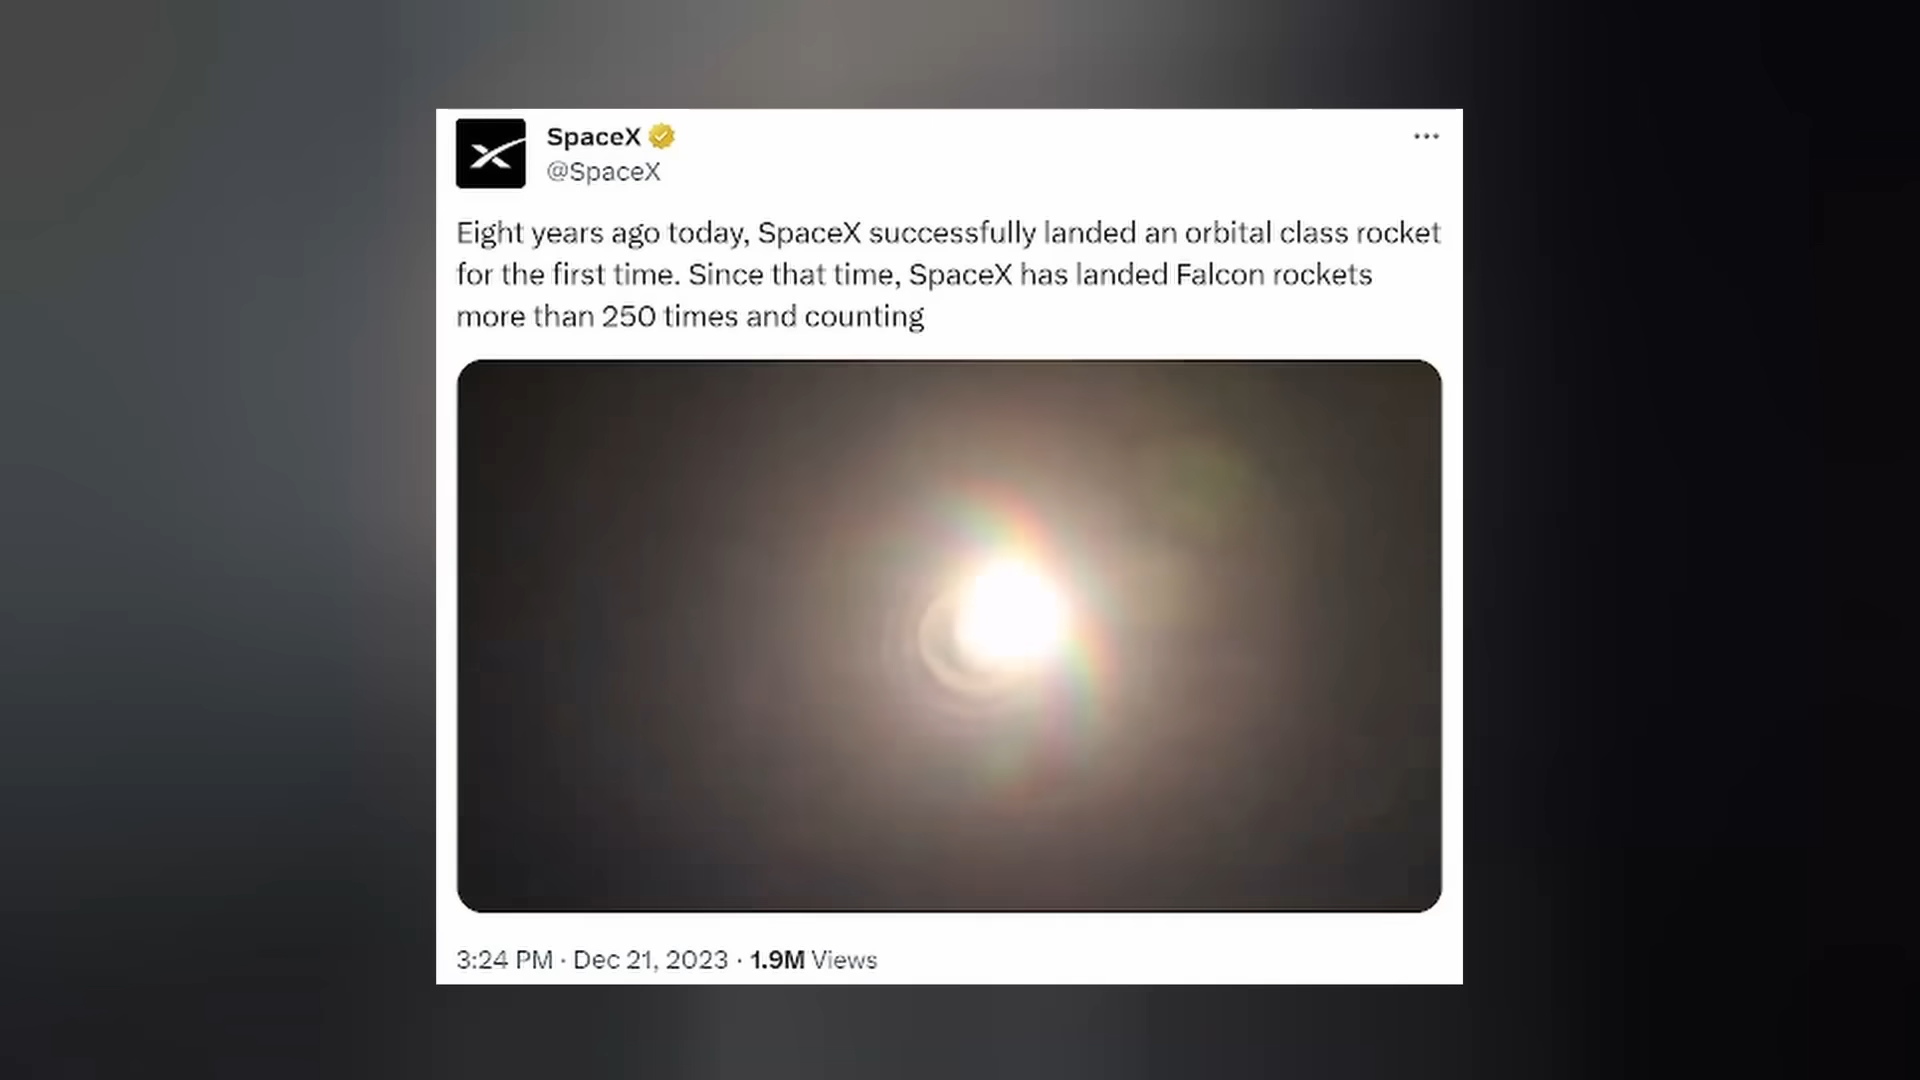 SpaceX
@SpaceX
Eight years ago today, SpaceX successfully landed an orbital class rocket
for the first time. Since that time, SpaceX has landed Falcon rockets
more than 250 times and counting
3:24 PM · Dec 21, 2023 · 1.9M Views